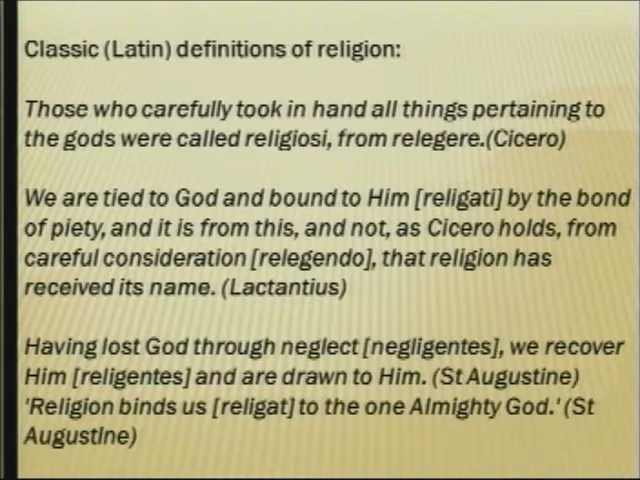 Classic (Latin) definitions of religion:
Those who carefully took in hand all things pertaining to
the gods were called religiosi, from relegere.(Cicero)
We are tied to God and bound to Him [religati] by the bond
of piety, and it is from this, and not, as Cicero holds, from
careful consideration [relegendo], that religion has
received its name. (Lactantius)
Having lost God through neglect [negligentes], we recover
Him [religentes] and are drawn to Him. (St Augustine)
'Religion binds us [religat] to the one Almighty God.' (St
Augustine)